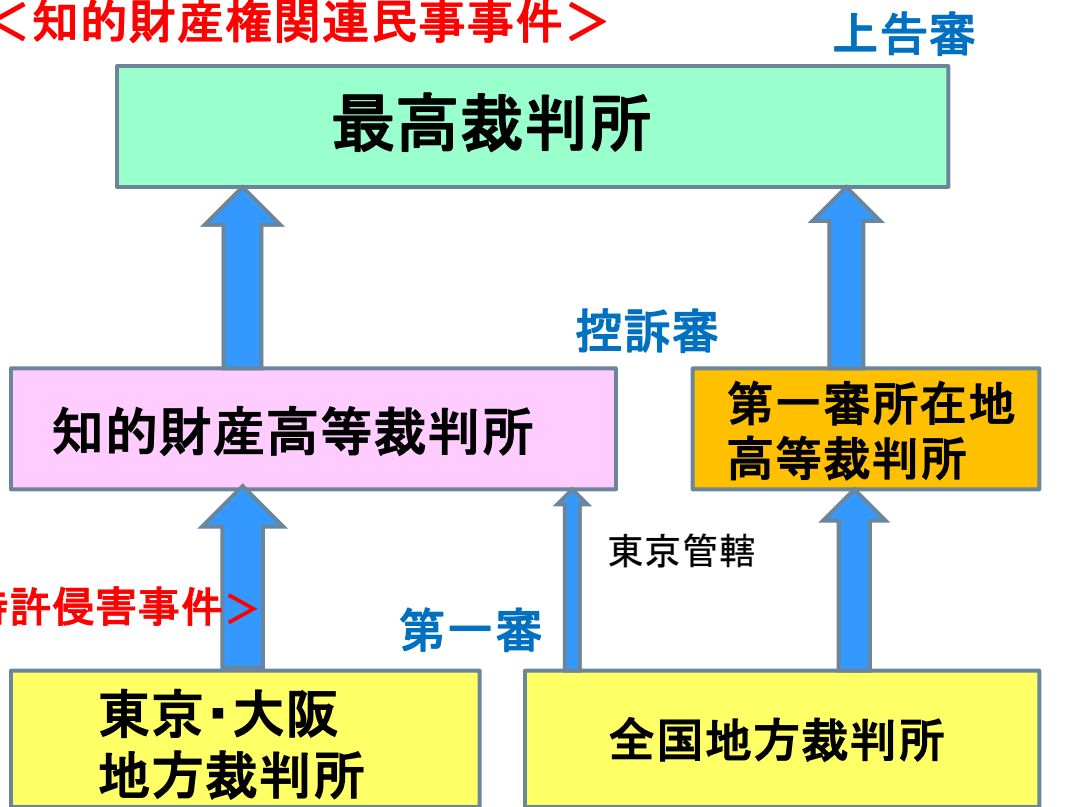 ＜知的財産権関連民事事件＞
上告審
最高裁判所
控訴審
知的財産高等裁判所
第一審所在地
高等裁判所
東京管轄
許侵害事件＞
第一審
東京・大阪
地方裁判所
全国地方裁判所